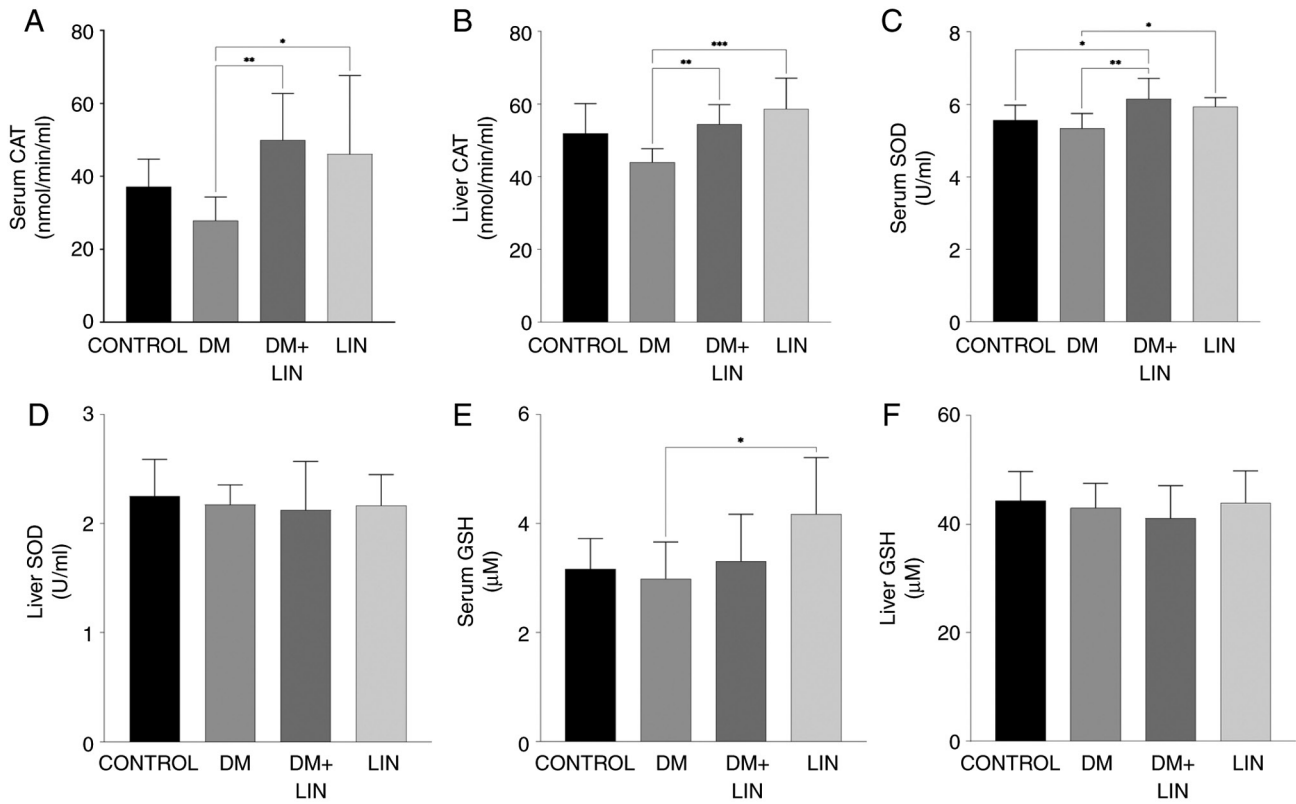 A
Serum CAT
(nmol/min/ml)
80
60
40
20
0
*
**
CONTROL DM DM+ LIN
LIN
B
Liver CAT
(nmol/min/ml)
80
60
40
20
0
***
**
CONTROL DM DM+ LIN
LIN
C
Serum SOD
(U/ml)
8
6
4
2
0
*
*
**
CONTROL DM DM+ LIN
LIN
D
Liver SOD
(U/ml)
3
2
1
0
CONTROL DM DM+ LIN
LIN
E
Serum GSH
(µM)
6
4
2
0
*
CONTROL DM DM+ LIN
LIN
F
Liver GSH
(µM)
60
40
20
0
CONTROL DM DM+ LIN
LIN